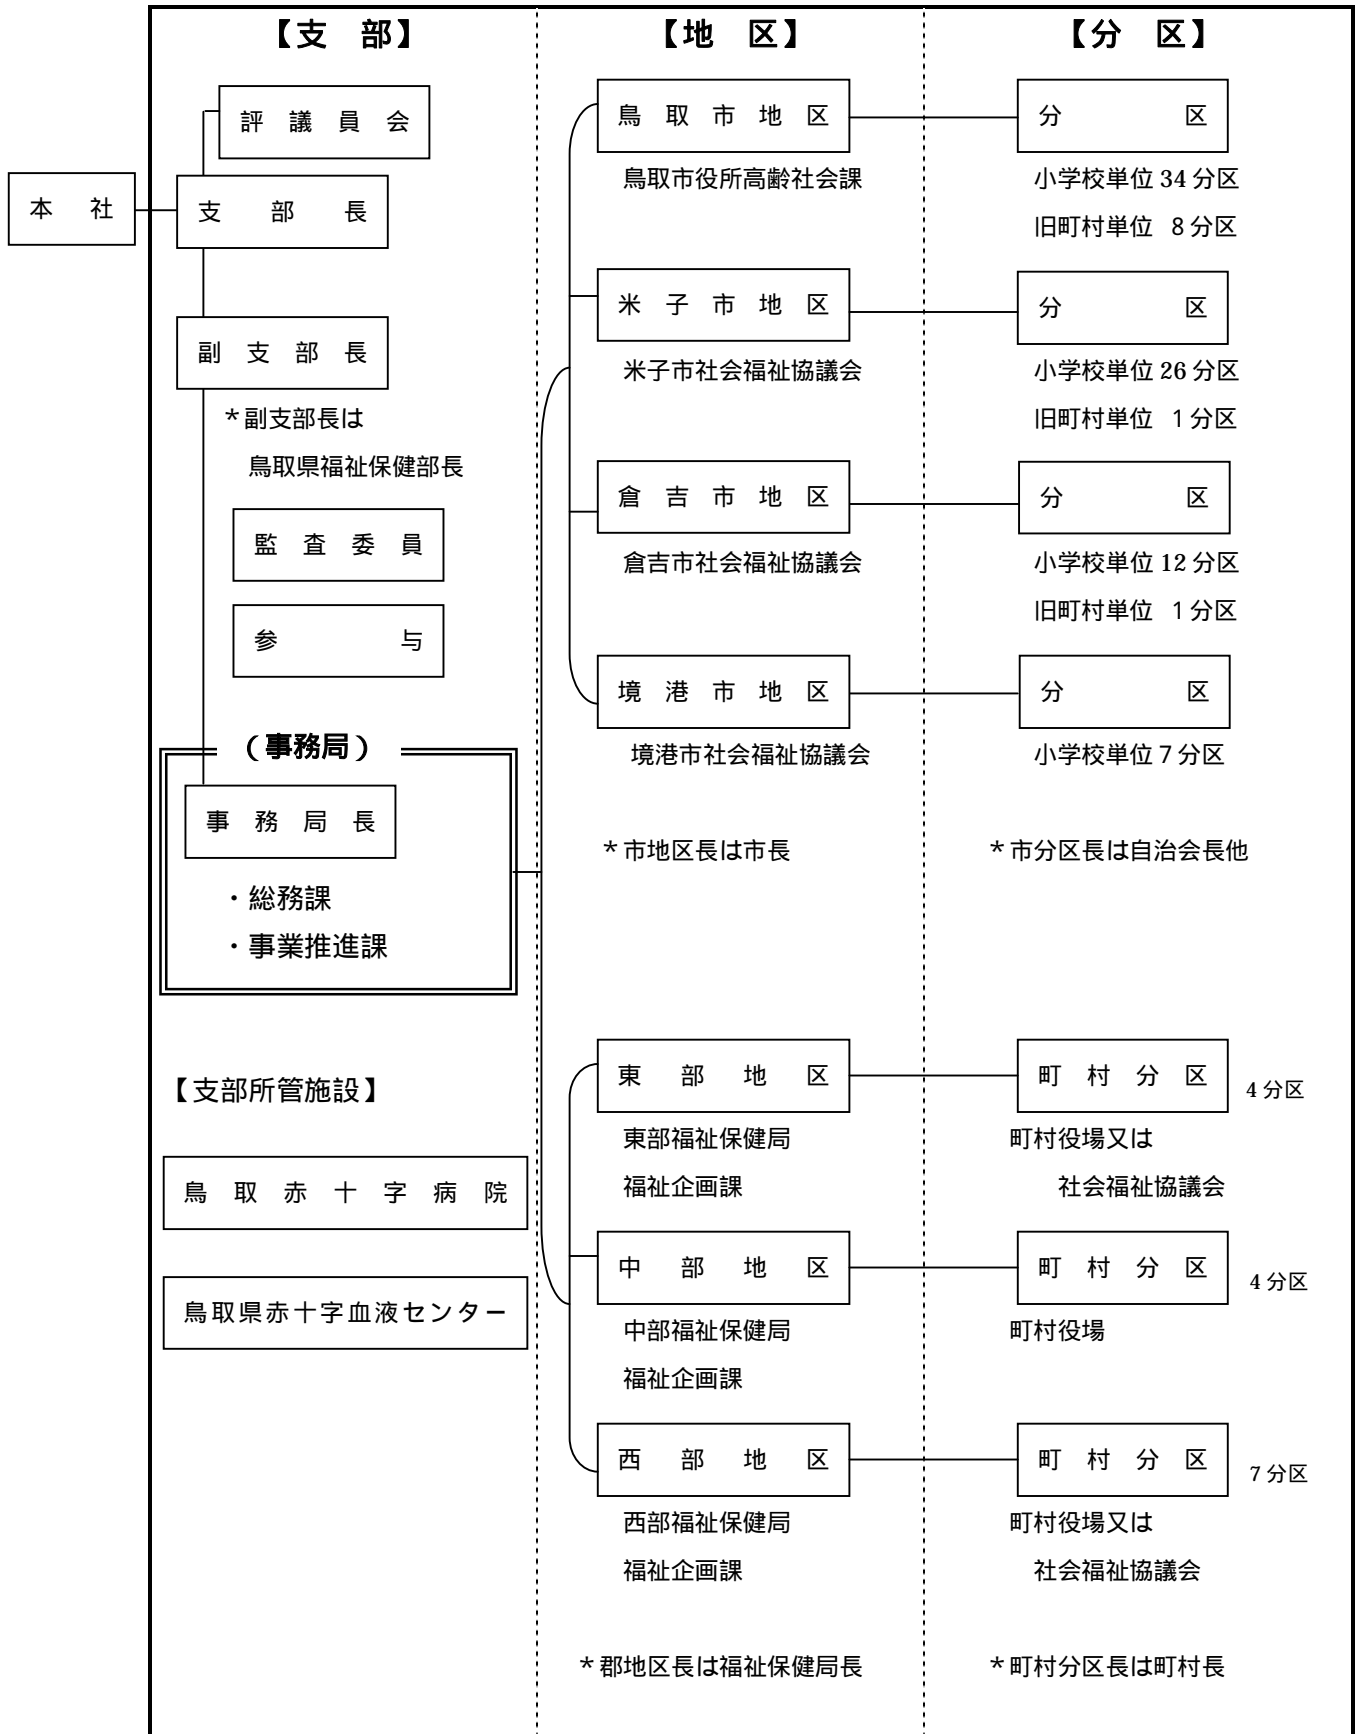 【支　部】
評議員会
本社
支部長
副支部長
*副支部長は
鳥取県福祉保健部長
監査委員
参与
（事務局）
事務局長
・総務課
・事業推進課
【支部所管施設】
鳥取赤十字病院
鳥取県赤十字血液センター
【地　区】
鳥取市地区
鳥取市役所高齢社会課
米子市地区
米子市社会福祉協議会
倉吉市地区
倉吉市社会福祉協議会
境港市地区
境港市社会福祉協議会
*市地区長は市長
東部地区
東部福祉保健局
福祉企画課
中部地区
中部福祉保健局
福祉企画課
西部地区
西部福祉保健局
福祉企画課
*郡地区長は福祉保健局長
【分　区】
分区
小学校単位 34 分区
旧町村単位 8 分区
分区
小学校単位 26 分区
旧町村単位 1 分区
分区
小学校単位 12 分区
旧町村単位 1 分区
分区
小学校単位 7 分区
*市分区長は自治会長他
町村分区 4 分区
町村役場又は
社会福祉協議会
町村分区 4 分区
町村役場
町村分区 7 分区
町村役場又は
社会福祉協議会
*町村分区長は町村長